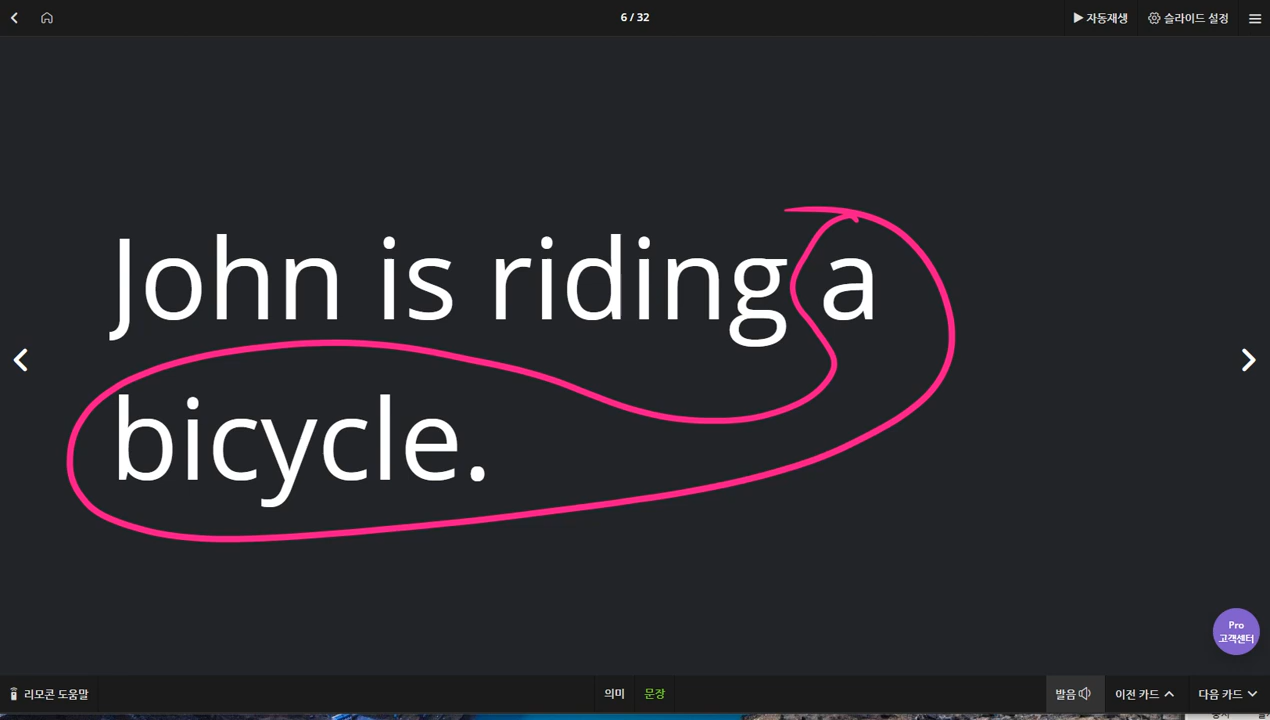 6 / 32
자동재생
슬라이드 설정
John is riding a
bicycle.
Pro
고객센터
리모콘 도움말
의미
문장
발음
이전 카드
다음 카드